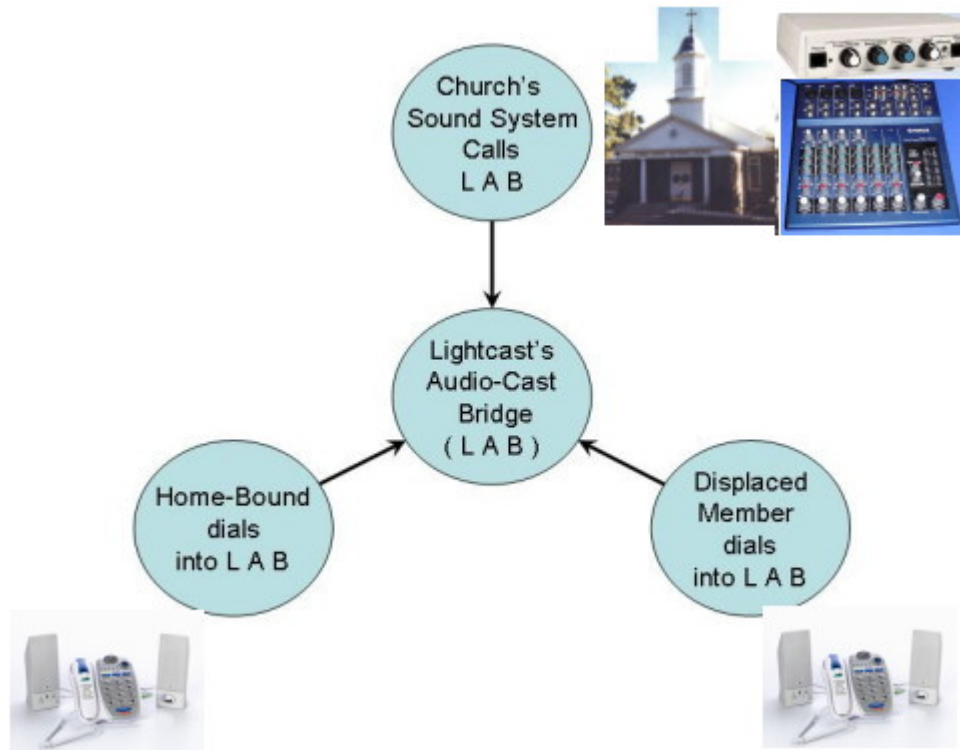 Church's
Sound System
Calls
L A B
Lightcast's
Audio-Cast
Bridge
( L A B )
Home-Bound
dials
into L A B
Displaced
Member
dials
into L A B